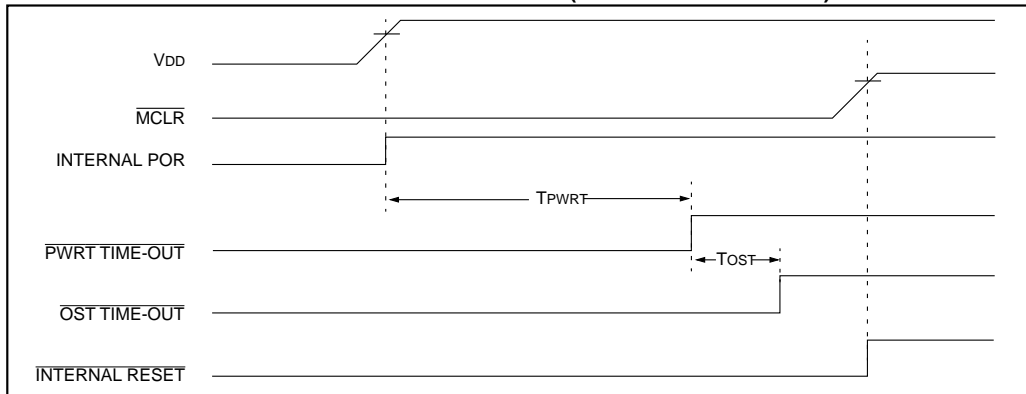 VDD
MCLR
INTERNAL POR
TPWRT
PWRT TIME-OUT
TOST
OST TIME-OUT
INTERNAL RESET